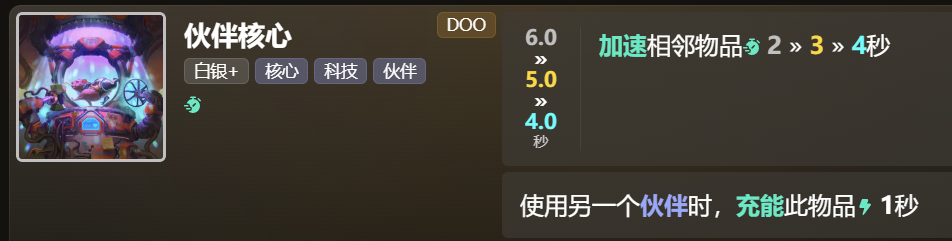 伙伴核心
DOO
白银+ 核心 科技 伙伴
6.0
»
5.0
»
4.0
秒
加速相邻物品 2 » 3 » 4秒
使用另一个伙伴时，充能此物品 1秒